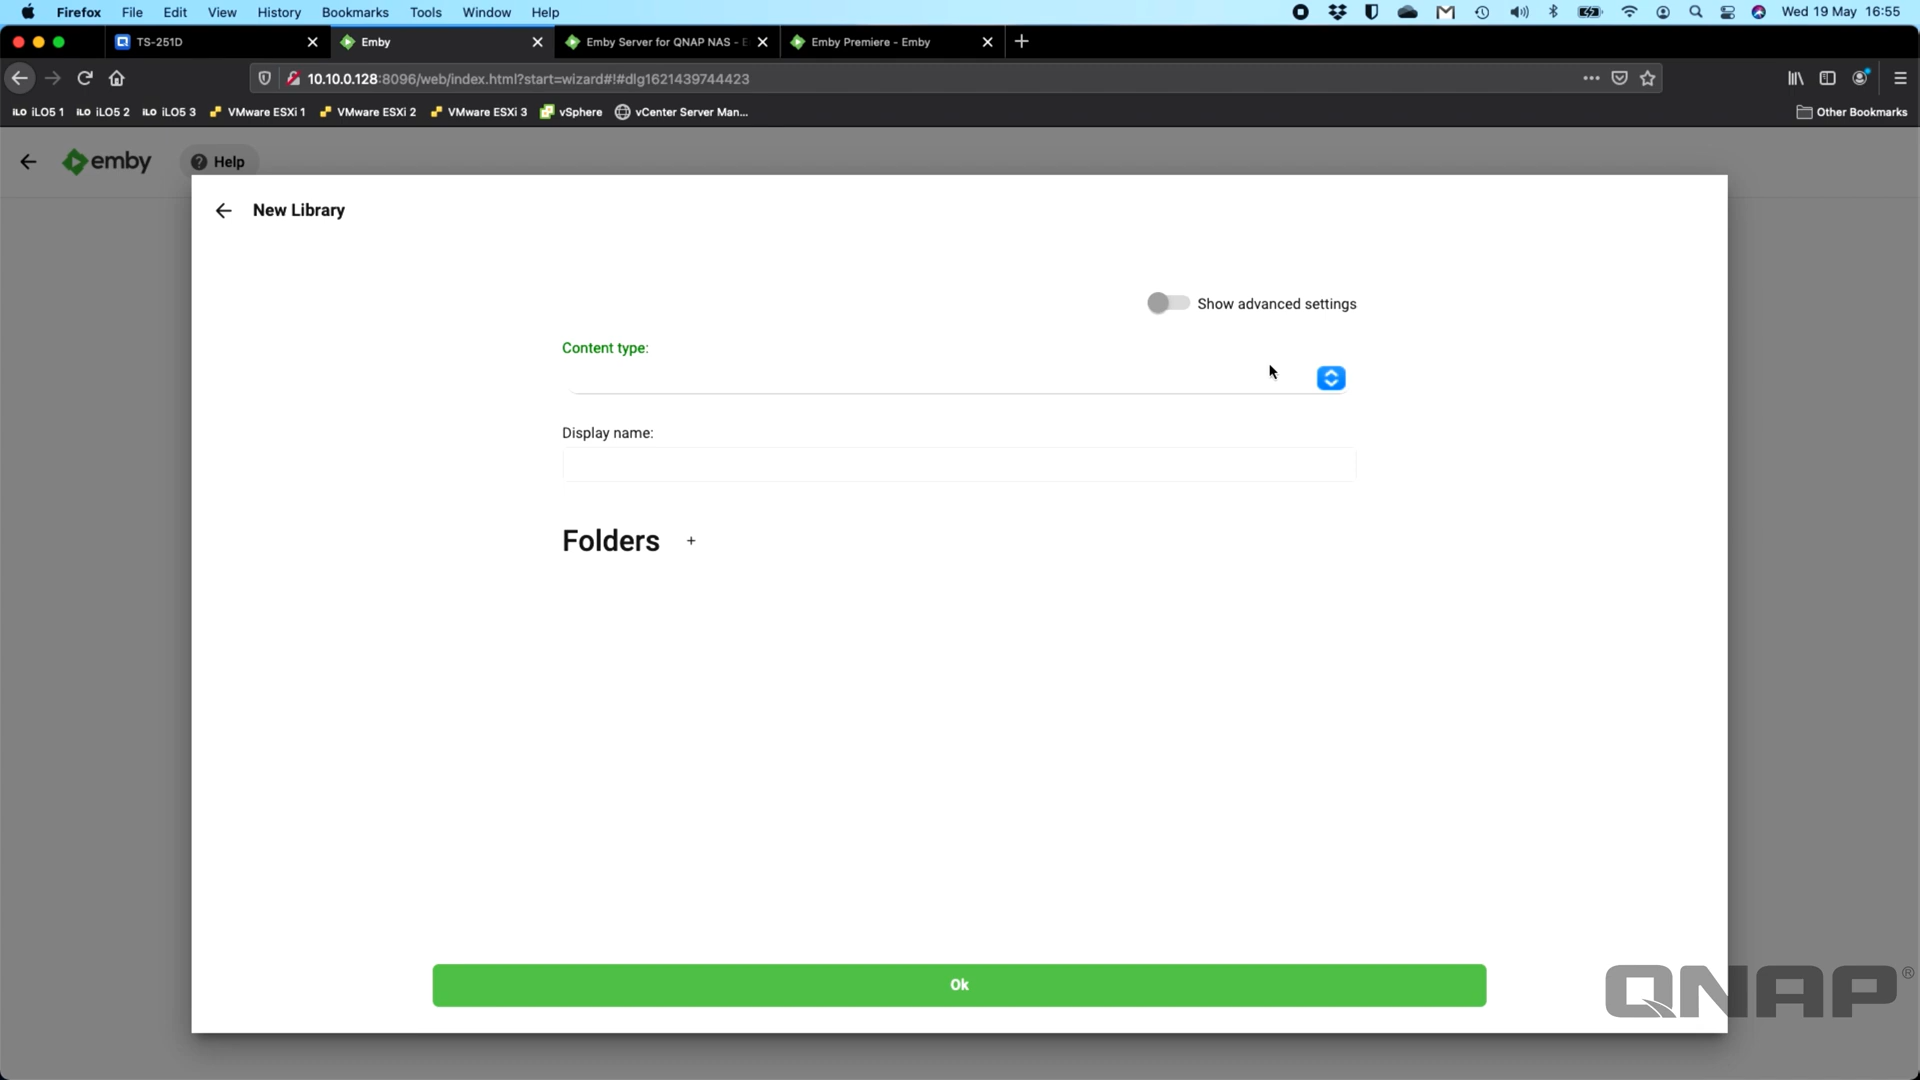 Firefox File Edit View History Bookmarks Tools Window Help Wed 19 May 16:55
TS-251D Emby Emby Server for QNAP NAS - E Emby Premiere - Emby
10.10.0.128:8096/web/index.html?start=wizard#!#dlg1621439744423
iLO iLO5 1 iLO iLO5 2 iLO iLO5 3 VMware ESXi 1 VMware ESXi 2 VMware ESXi 3 vSphere vCenter Server Man... Other Bookmarks
emby Help
New Library
Show advanced settings
Content type:
Display name:
Folders +
Ok
QNAP®